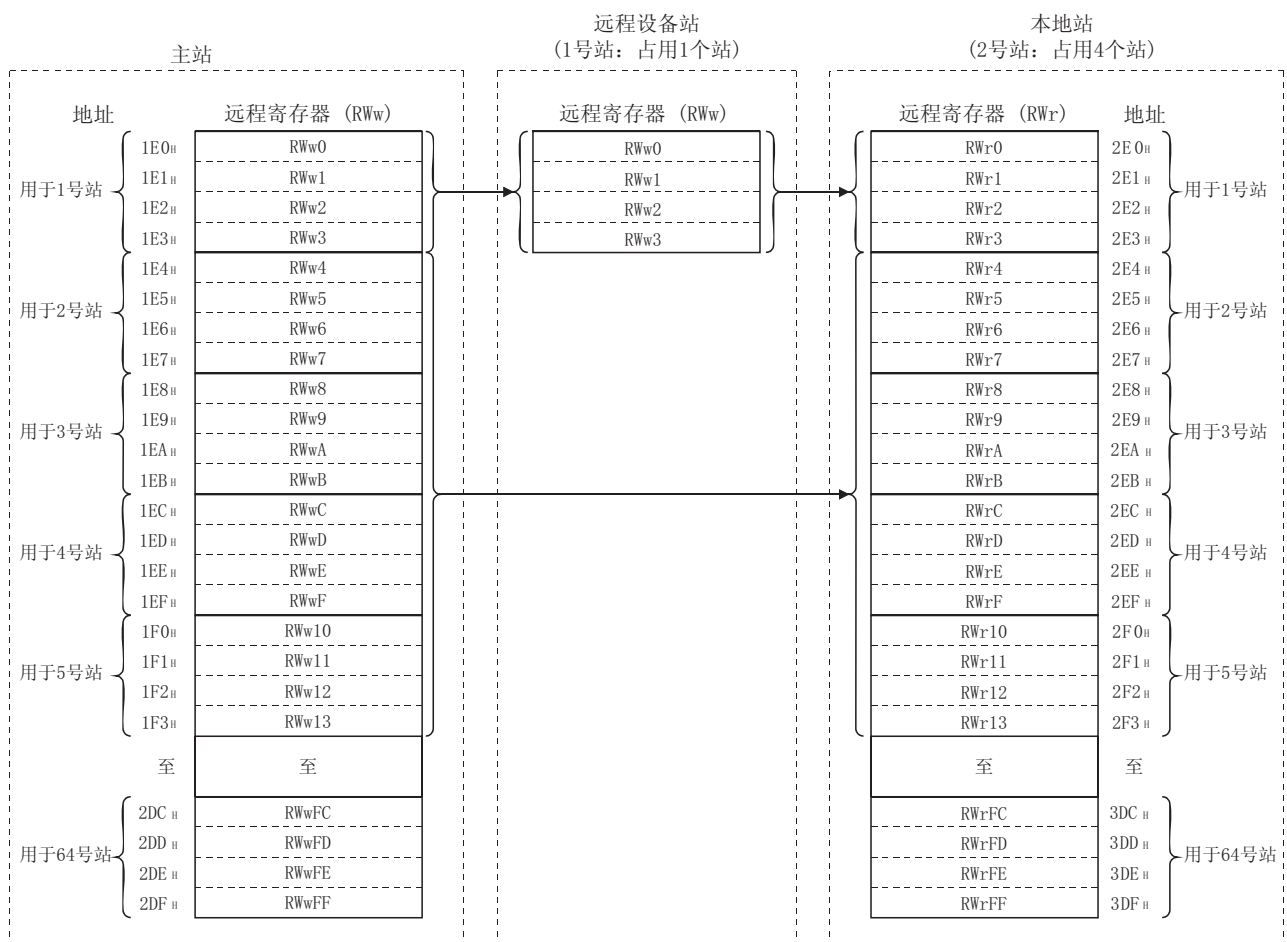 主站
远程设备站
(1号站：占用1个站)
本地站
(2号站：占用4个站)
地址 远程寄存器 (RWw) 远程寄存器 (RWw) 远程寄存器 (RWr) 地址
1E0H RWw0 RWw0 RWr0 2E0H
1E1H RWw1 RWw1 RWr1 2E1H
用于1号站 用于1号站
1E2H RWw2 RWw2 RWr2 2E2H
1E3H RWw3 RWw3 RWr3 2E3H
1E4H RWw4 RWr4 2E4H
1E5H RWw5 RWr5 2E5H
用于2号站 用于2号站
1E6H RWw6 RWr6 2E6H
1E7H RWw7 RWr7 2E7H
1E8H RWw8 RWr8 2E8H
1E9H RWw9 RWr9 2E9H
用于3号站 用于3号站
1EAH RWwA RWrA 2EAH
1EBH RWwB RWrB 2EBH
1ECH RWwC RWrC 2ECH
1EDH RWwD RWrD 2EDH
用于4号站 用于4号站
1EEH RWwE RWrE 2EEH
1EFH RWwF RWrF 2EFH
1F0H RWw10 RWr10 2F0H
1F1H RWw11 RWr11 2F1H
用于5号站 用于5号站
1F2H RWw12 RWr12 2F2H
1F3H RWw13 RWr13 2F3H
至 至 至 至
2DCH RWwFC RWrFC 3DCH
2DDH RWwFD RWrFD 3DDH
用于64号站 用于64号站
2DEH RWwFE RWrFE 3DEH
2DFH RWwFF RWrFF 3DFH